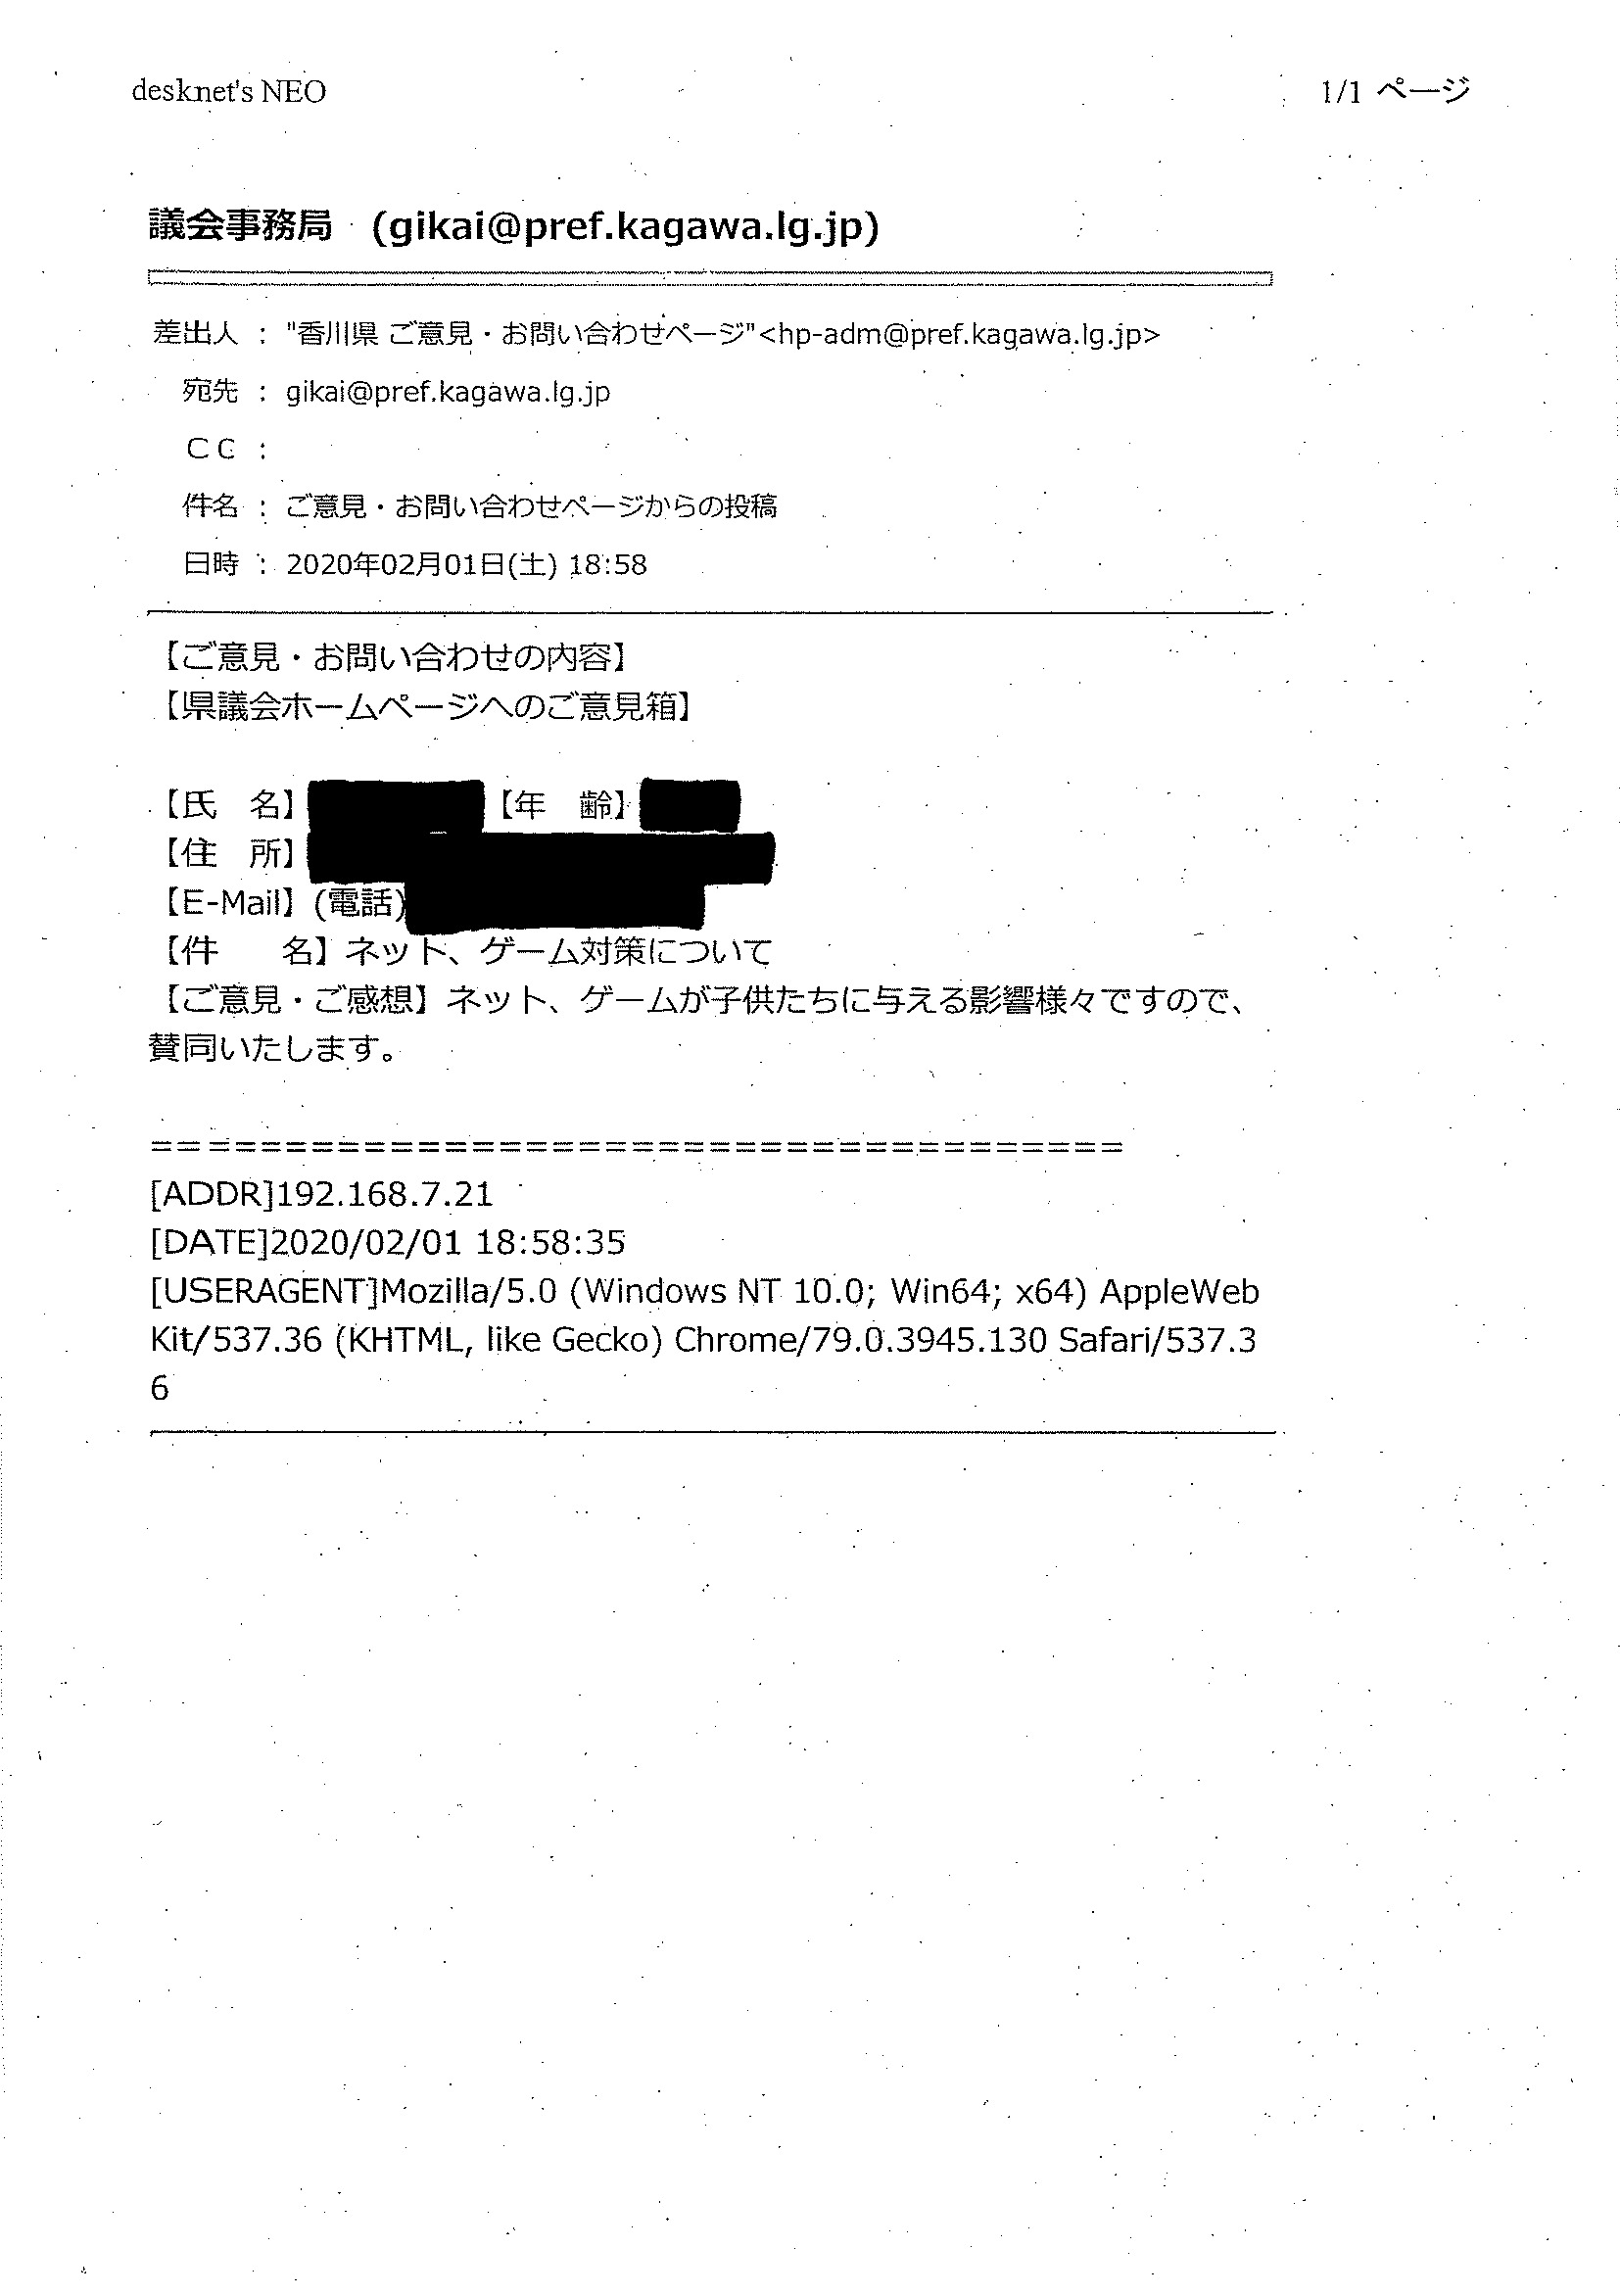 desknet's NEO
1/1 ページ
議会事務局 (gikai@pref.kagawa.lg.jp)
差出人 : "香川県 ご意見・お問い合わせページ"<hp-adm@pref.kagawa.lg.jp>
宛先 : gikai@pref.kagawa.lg.jp
ＣＣ :
件名 : ご意見・お問い合わせページからの投稿
日時 : 2020年02月01日(土) 18:58
【ご意見・お問い合わせの内容】
【県議会ホームページへのご意見箱】
【氏　名】 【年　齢】
【住　所】
【E-Mail】(電話)
【件　　名】ネット、ゲーム対策について
【ご意見・ご感想】ネット、ゲームが子供たちに与える影響様々ですので、
賛同いたします。
=====================================
[ADDR]192.168.7.21
[DATE]2020/02/01 18:58:35
[USERAGENT]Mozilla/5.0 (Windows NT 10.0; Win64; x64) AppleWeb
Kit/537.36 (KHTML, like Gecko) Chrome/79.0.3945.130 Safari/537.3
6